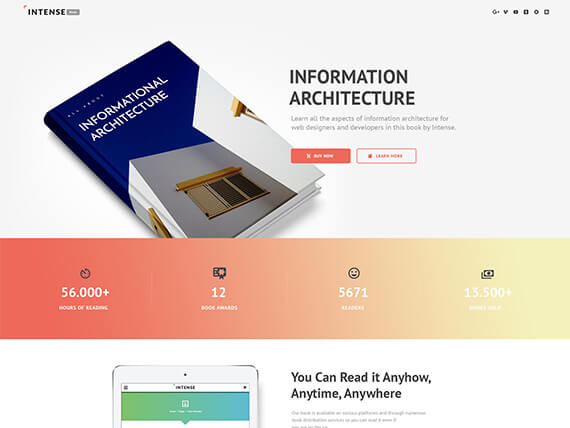 INTENSE
ALL ABOUT
INFORMATIONAL
ARCHITECTURE
INFORMATION
ARCHITECTURE
Learn all the aspects of information architecture for
web designers and developers in this book by Intense.
BUY NOW
LEARN MORE
56.000+
12
5671
13.500+
HOURS OF READING
BOOK AWARDS
READERS
BOOKS SOLD
INTENSE
You Can Read it Anyhow,
Anytime, Anywhere
Our book is available on various platforms and through numerous
book distribution services so you can read it even if